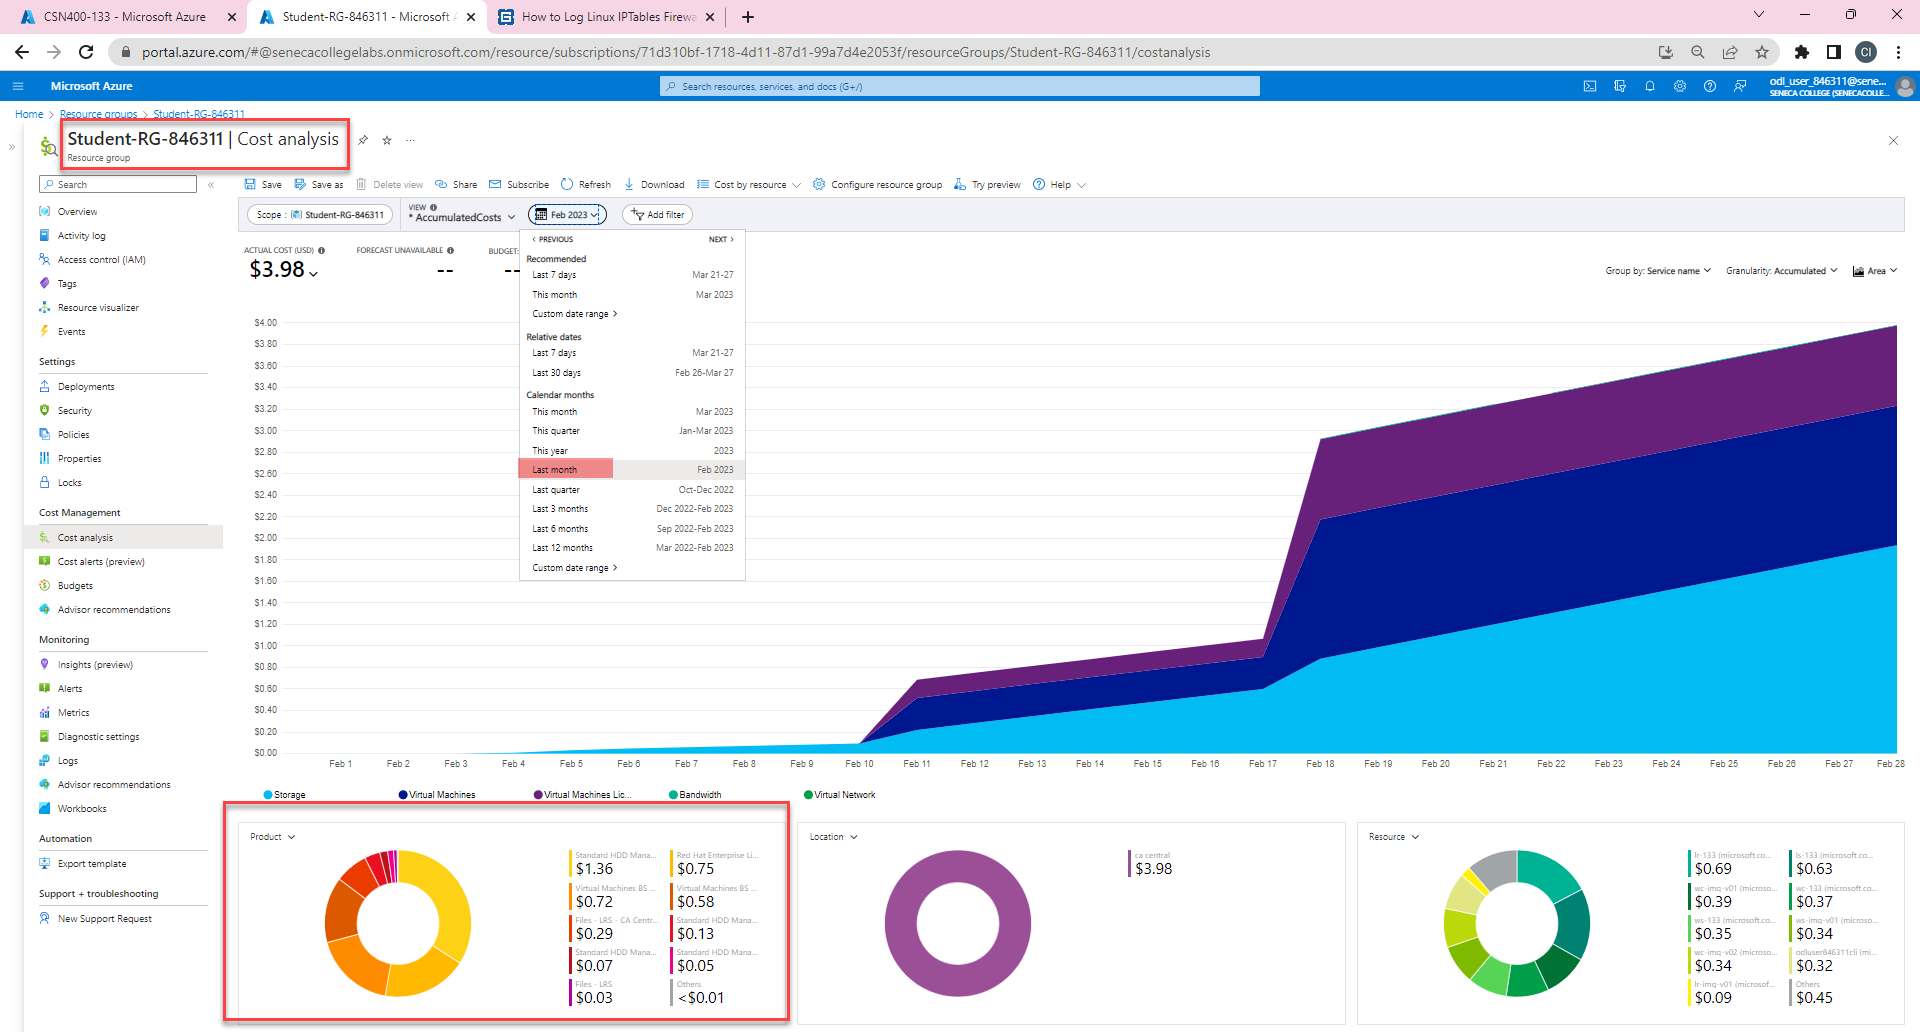 CSN400-133 - Microsoft Azure
Student-RG-846311 - Microsoft A
How to Log Linux IPTables Firewa
portal.azure.com/#@senecacollegelabs.onmicrosoft.com/resource/subscriptions/71d310bf-1718-4d11-87d1-99a7d4e2053f/resourceGroups/Student-RG-846311/costanalysis
CI
Microsoft Azure
Search resources, services, and docs (G+/)
odl_user_846311@sene...
SENECA COLLEGE (SENECACOLLE...
Home > Resource groups > Student-RG-846311
Student-RG-846311 | Cost analysis
Resource group
Search
Save
Save as
Delete view
Share
Subscribe
Refresh
Download
Cost by resource
Configure resource group
Try preview
Help
Overview
Activity log
Access control (IAM)
Tags
Resource visualizer
Events
Settings
Deployments
Security
Policies
Properties
Locks
Cost Management
Cost analysis
Cost alerts (preview)
Budgets
Advisor recommendations
Monitoring
Insights (preview)
Alerts
Metrics
Diagnostic settings
Logs
Advisor recommendations
Workbooks
Automation
Export template
Support + troubleshooting
New Support Request
Scope : Student-RG-846311
VIEW
* AccumulatedCosts
Feb 2023
Add filter
ACTUAL COST (USD)
$3.98
FORECAST UNAVAILABLE
--
BUDGET:
--
PREVIOUS NEXT
Recommended
Last 7 days Mar 21-27
This month Mar 2023
Custom date range
Relative dates
Last 7 days Mar 21-27
Last 30 days Feb 26-Mar 27
Calendar months
This month Mar 2023
This quarter Jan-Mar 2023
This year 2023
Last month Feb 2023
Last quarter Oct-Dec 2022
Last 3 months Dec 2022-Feb 2023
Last 6 months Sep 2022-Feb 2023
Last 12 months Mar 2022-Feb 2023
Custom date range
Group by: Service name
Granularity: Accumulated
Area
$4.00
$3.80
$3.60
$3.40
$3.20
$3.00
$2.80
$2.60
$2.40
$2.20
$2.00
$1.80
$1.60
$1.40
$1.20
$1.00
$0.80
$0.60
$0.40
$0.20
$0.00
Feb 1 Feb 2 Feb 3 Feb 4 Feb 5 Feb 6 Feb 7 Feb 8 Feb 9 Feb 10 Feb 11 Feb 12 Feb 13 Feb 14 Feb 15 Feb 16 Feb 17 Feb 18 Feb 19 Feb 20 Feb 21 Feb 22 Feb 23 Feb 24 Feb 25 Feb 26 Feb 27 Feb 28
Storage
Virtual Machines
Virtual Machines Lic...
Bandwidth
Virtual Network
Product
Standard HDD Mana...
$1.36
Red Hat Enterprise Li...
$0.75
Virtual Machines BS ...
$0.72
Virtual Machines BS ...
$0.58
Files - LRS - CA Centr...
$0.29
Standard HDD Mana...
$0.13
Standard HDD Mana...
$0.07
Standard HDD Mana...
$0.05
Files - LRS
$0.03
Others
<$0.01
Location
ca central
$3.98
Resource
lr-133 (microsoft.co...
$0.69
ls-133 (microsoft.co...
$0.63
wc-img-v01 (microso...
$0.39
wc-133 (microsoft.co...
$0.37
ws-133 (microsoft.co...
$0.35
ws-img-v01 (microso...
$0.34
wc-img-v02 (microso...
$0.34
odluser846311cli (mi...
$0.32
lr-img-v01 (microsof...
$0.09
Others
$0.45